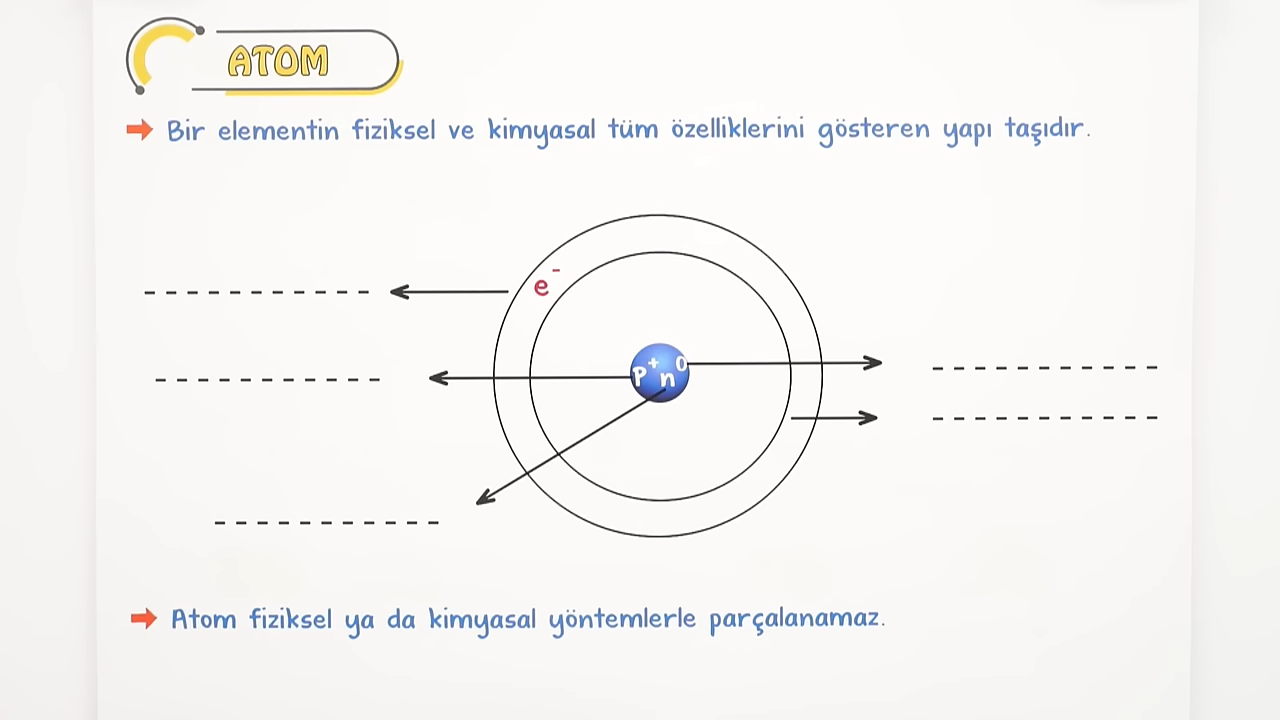 ATOM
Bir elementin fiziksel ve kimyasal tüm özelliklerini gösteren yapı taşıdır.
e⁻
P⁺ n⁰
Atom fiziksel ya da kimyasal yöntemlerle parçalanamaz.